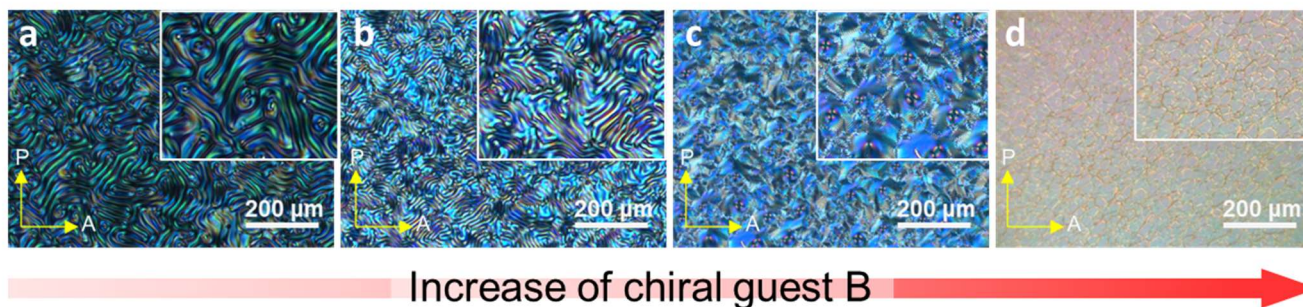 a b c d
P P P P
A 200 µm A 200 µm A 200 µm A 200 µm
Increase of chiral guest B